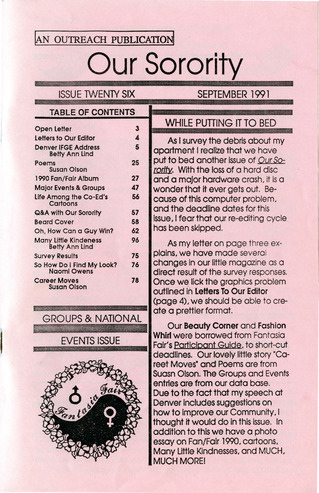 AN OUTREACH PUBLICATION
Our Sorority
ISSUE TWENTY SIX
SEPTEMBER 1991
TABLE OF CONTENTS
Open Letter 3
Letters to Our Editor 4
Denver IFGE Address 5
Betty Ann Lind
Poems 25
Susan Olson
1990 Fan/Fair Album 27
Major Events & Groups 47
Life Among the Co-Ed's 56
Cartoons
Q&A with Our Sorority 57
Beard Cover 58
Oh, How Can a Guy Win? 62
Many Little Kindeness 96
Betty Ann Lind
Survey Results 75
So How Do I Find My Look? 76
Naomi Owens
Career Moves 78
Susan Olson
GROUPS & NATIONAL
EVENTS ISSUE
Fantasia Fair
WHILE PUTTING IT TO BED
As I survey the debris about my
apartment I realize that we have
put to bed another issue of Our So-
rority. With the loss of a hard disc
and a major hardware crash, it is a
wonder that it ever gets out. Be-
cause of this computer problem,
and the deadline dates for this
issue, I fear that our re-editing cycle
has been skipped.
As my letter on page three ex-
plains, we have made several
changes in our little magazine as a
direct result of the survey responses.
Once we lick the graphics problem
outlined in Letters To Our Editor
(page 4), we should be able to cre-
ate a prettier format.
Our Beauty Corner and Fashion
Whirl were borrowed from Fantasia
Fair's Participant Guide, to short-cut
deadlines. Our lovely little story "Ca-
reet Moves" and Poems are from
Suasn Olson. The Groups and Events
entries are from our data base.
Due to the fact that my speech at
Denver includes suggestions on
how to improve our Community, I
thought it would do in this issue. In
addition to this we have a photo
essay on Fan/Fair 1990, cartoons,
Many Little Kindnesses, and MUCH,
MUCH MORE!